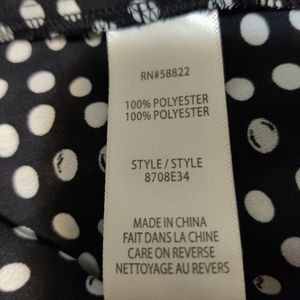 RN#58822
100% POLYESTER
100% POLYESTER
STYLE / STYLE
8708E34
MADE IN CHINA
FAIT DANS LA CHINE
CARE ON REVERSE
NETTOYAGE AU REVERS